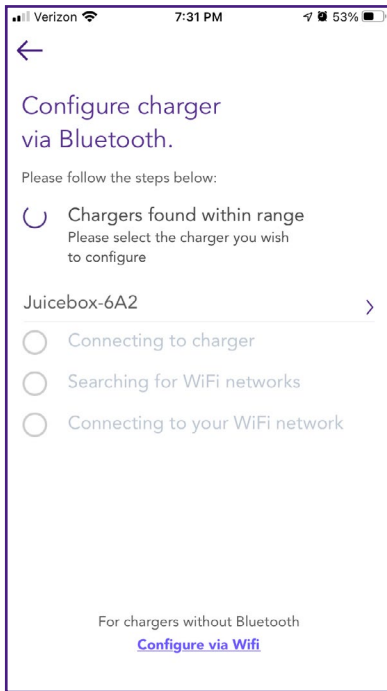 Verizon 7:31 PM 53%
Configure charger
via Bluetooth.
Please follow the steps below:
Chargers found within range
Please select the charger you wish
to configure
Juicebox-6A2
Connecting to charger
Searching for WiFi networks
Connecting to your WiFi network
For chargers without Bluetooth
Configure via Wifi